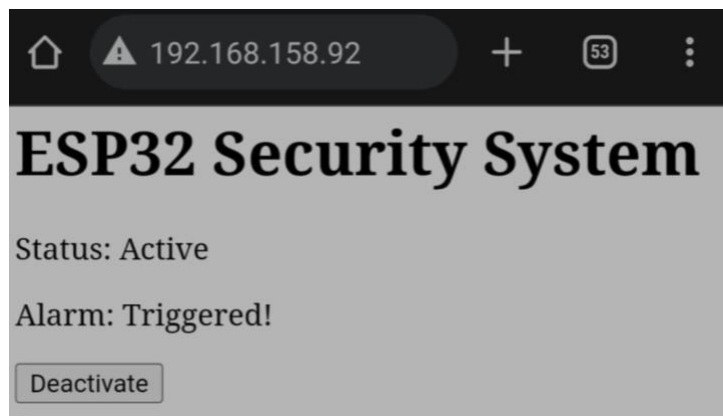 192.168.158.92 53
ESP32 Security System
Status: Active
Alarm: Triggered!
Deactivate